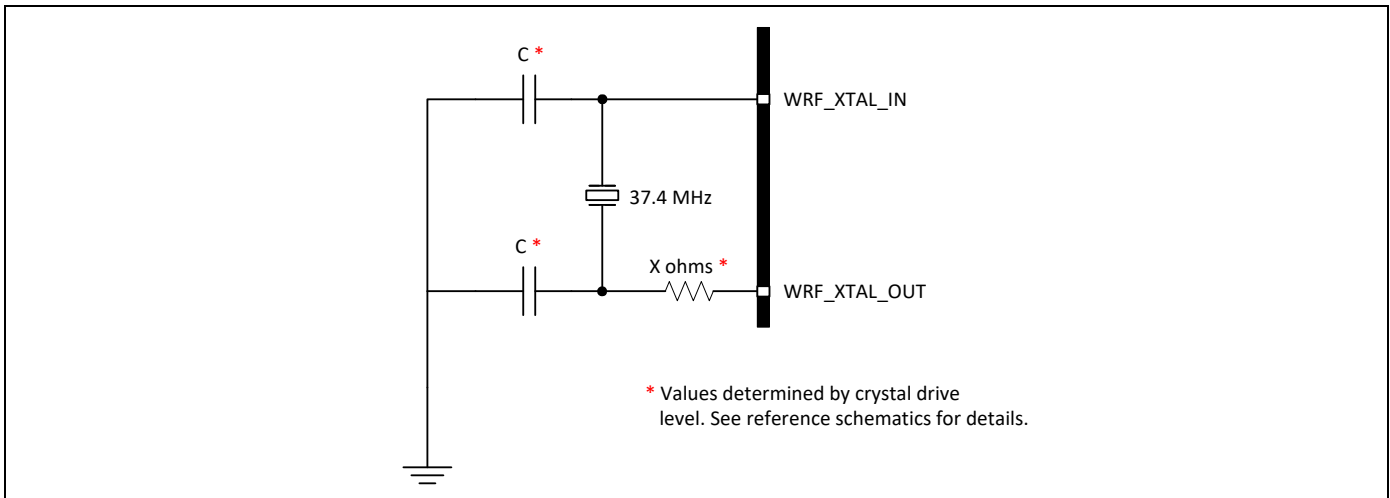 C *
WRF_XTAL_IN
37.4 MHz
C *
X ohms *
WRF_XTAL_OUT
* Values determined by crystal drive
level. See reference schematics for details.